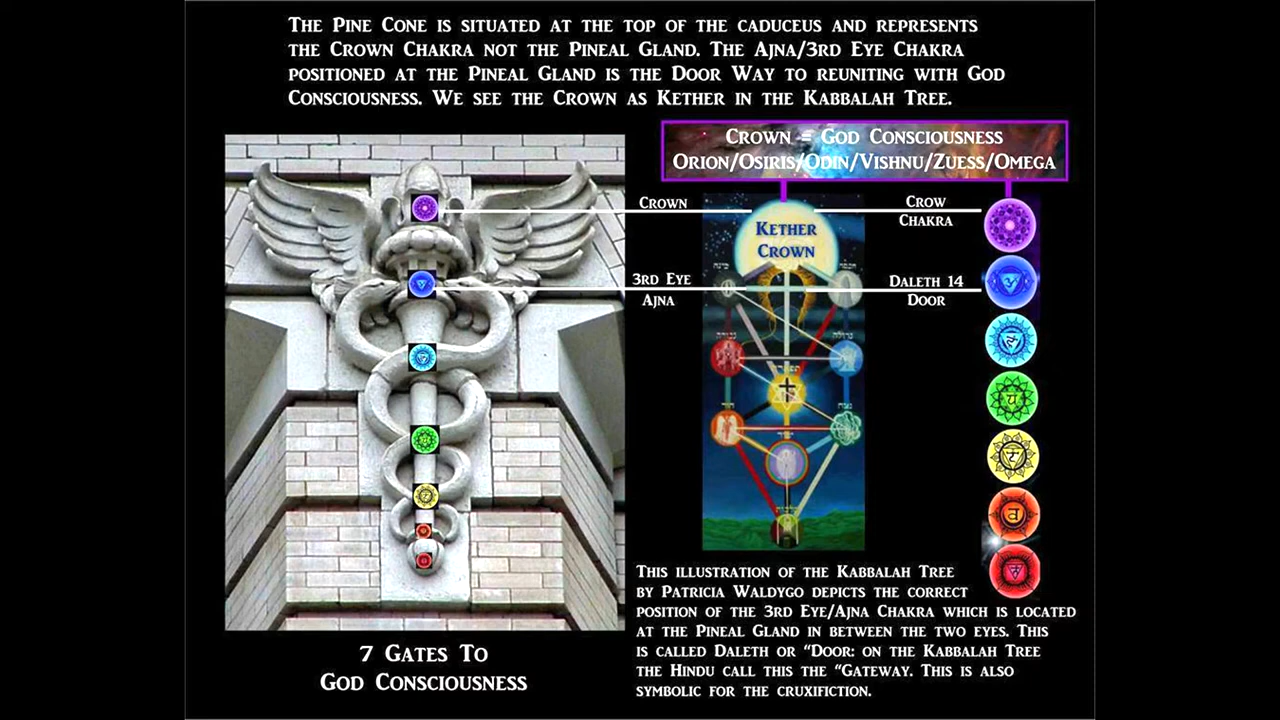 The Pine Cone is situated at the top of the caduceus and represents
the Crown Chakra not the Pineal Gland. The Ajna/3rd Eye Chakra
positioned at the Pineal Gland is the Door Way to reuniting with God
Consciousness. We see the Crown as Kether in the Kabbalah Tree.
Crown = God Consciousness
Orion/Osiris/Odin/Vishnu/Zuess/Omega
Crown
Crow
Chakra
Kether
Crown
3rd Eye
Ajna
Daleth 14
Door
This illustration of the Kabbalah Tree
by Patricia Waldygo depicts the correct
position of the 3rd Eye/Ajna Chakra which is located
at the Pineal Gland in between the two eyes. This
is called Daleth or “Door: on the Kabbalah Tree
the Hindu call this the “Gateway. This is also
symbolic for the cruxifiction.
7 Gates To
God Consciousness